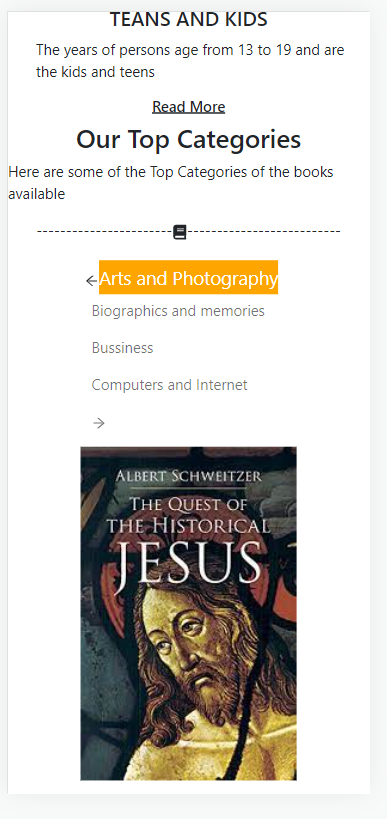 TEANS AND KIDS
The years of persons age from 13 to 19 and are
the kids and teens
Read More
Our Top Categories
Here are some of the Top Categories of the books
available
Arts and Photography
Biographics and memories
Bussiness
Computers and Internet
ALBERT SCHWEITZER
THE QUEST OF
THE HISTORICAL
JESUS